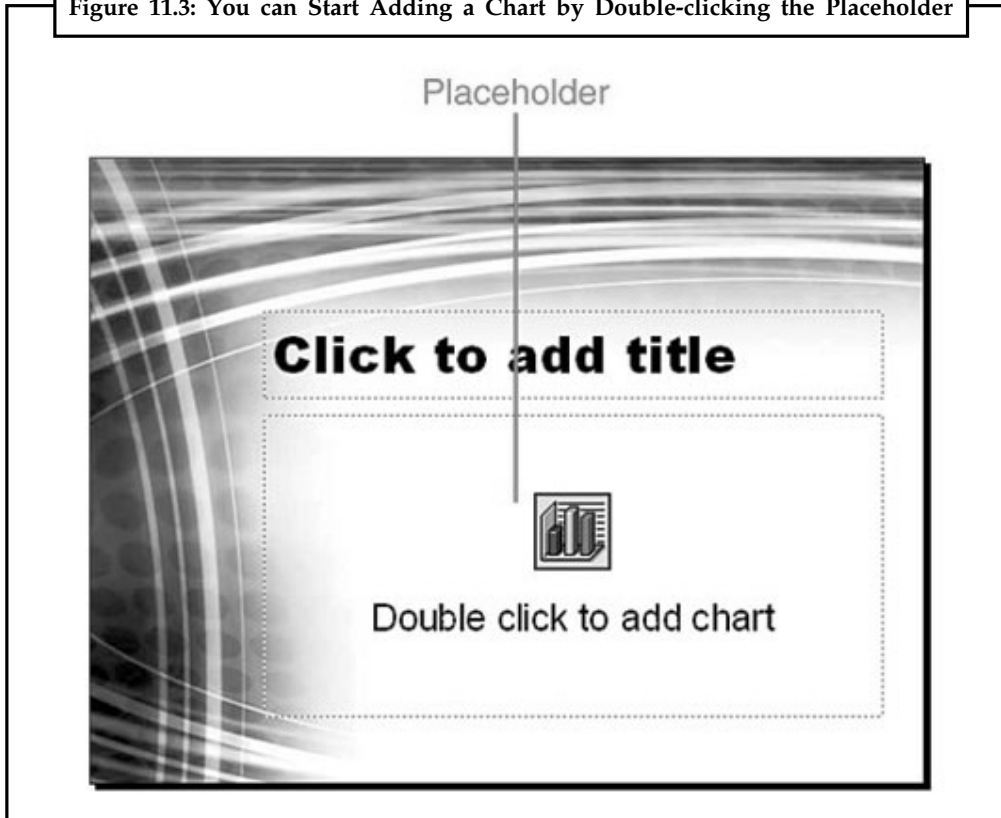 Figure 11.3: You can Start Adding a Chart by Double-clicking the Placeholder
Placeholder
Click to add title
Double click to add chart